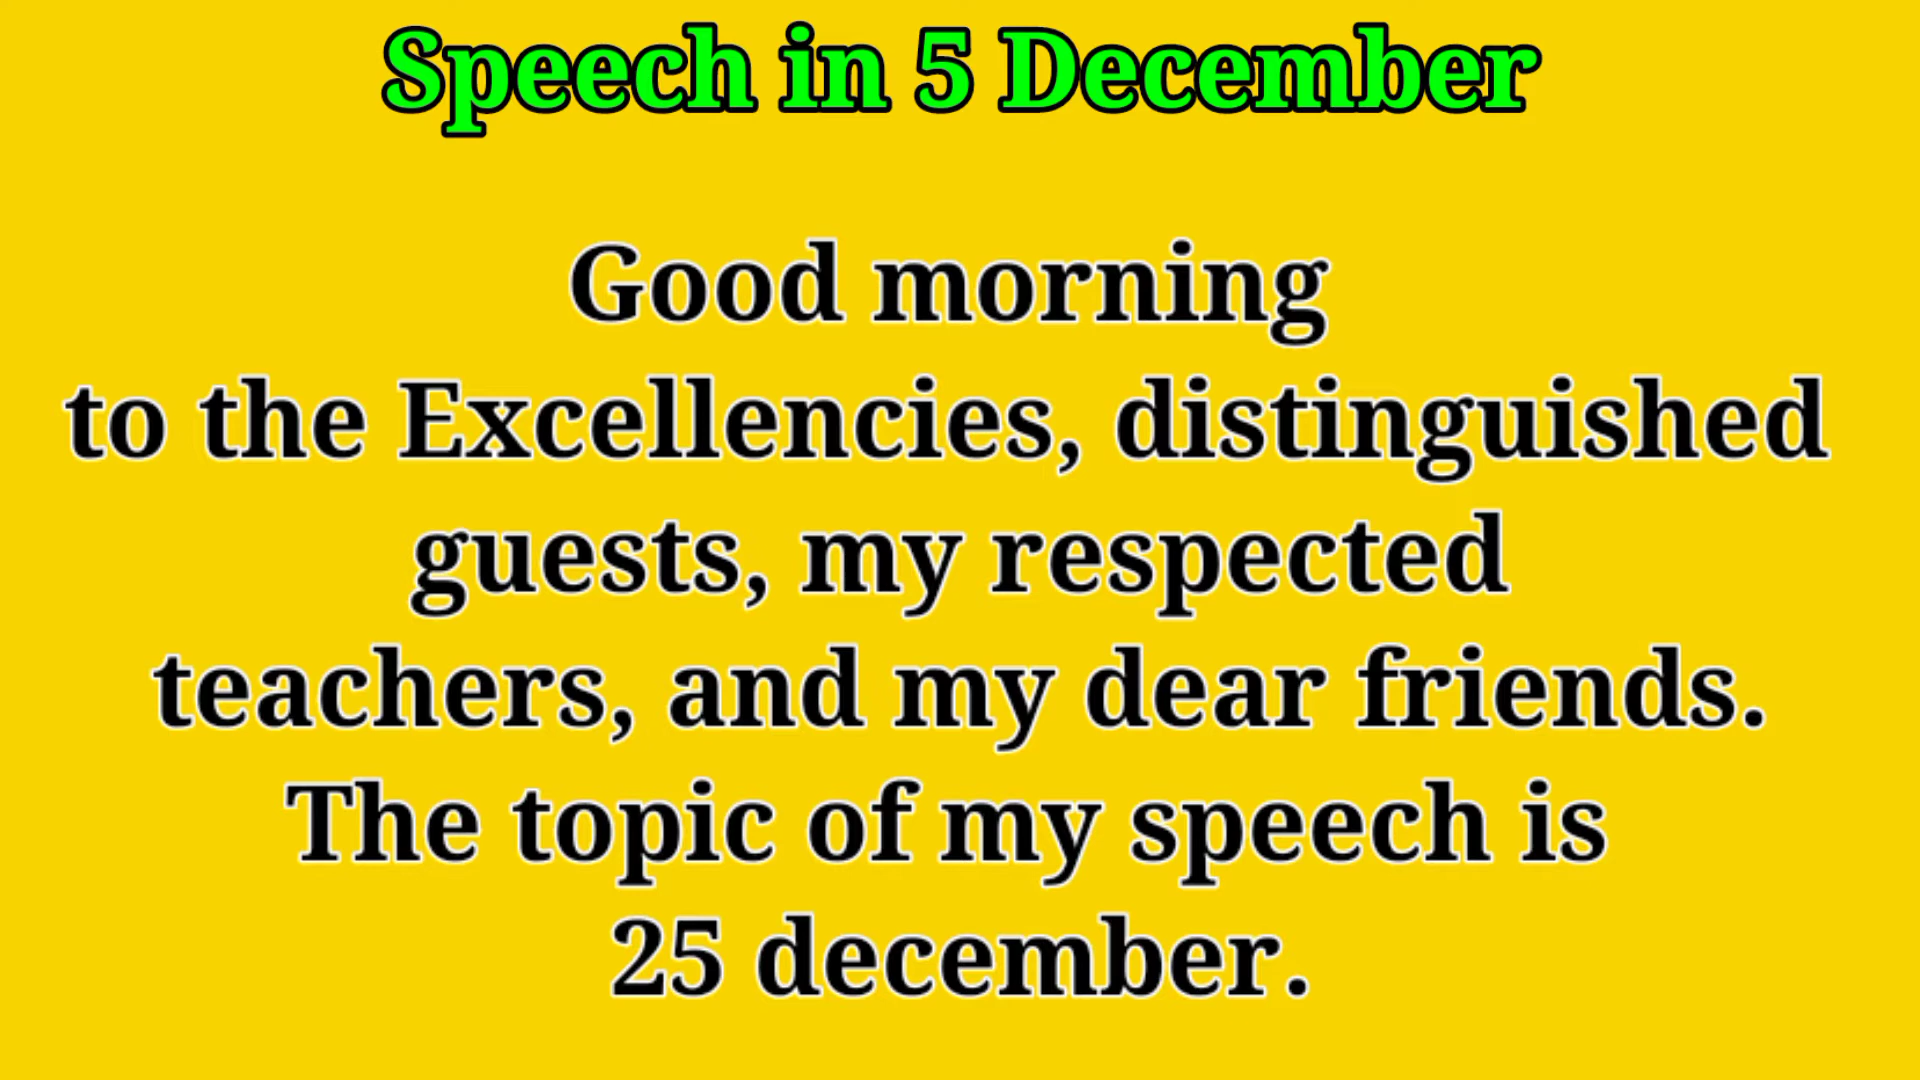 Speech in 5 December
Good morning
to the Excellencies, distinguished
guests, my respected
teachers, and my dear friends.
The topic of my speech is
25 december.